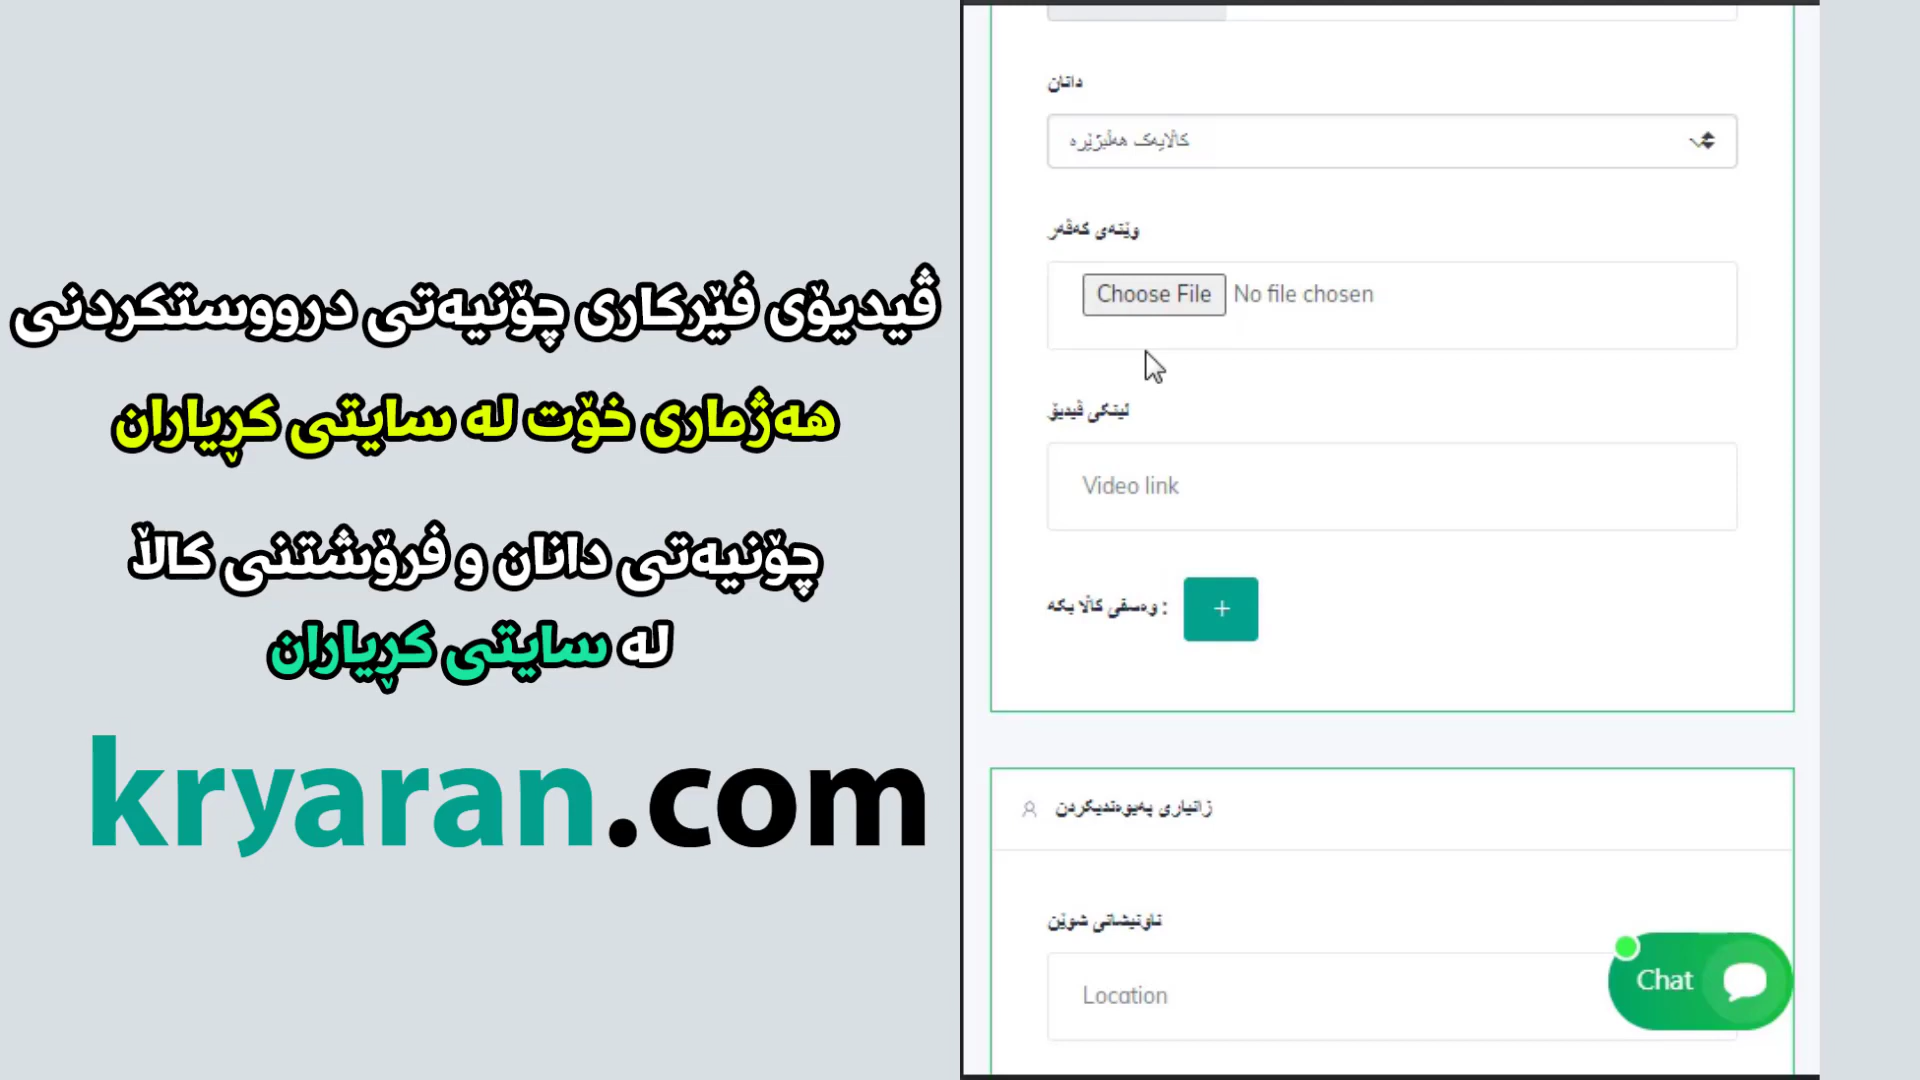 ڤیدیۆی فێرکاری چۆنیەتی درووستکردنی
هەژماری خۆت لە سایتی کڕیاران
چۆنیەتی دانان و فرۆشتنی کاڵا
لە سایتی کڕیاران
kryaran.com
دانان
کاڵایەک هەڵبژێرە
وێنەی کەڤەر
Choose File No file chosen
لینکی ڤیدیۆ
Video link
وەسفی کاڵا بکە :
+
زانیاری پەیوەندیکردن
ناونیشانی شوێن
Location
Chat